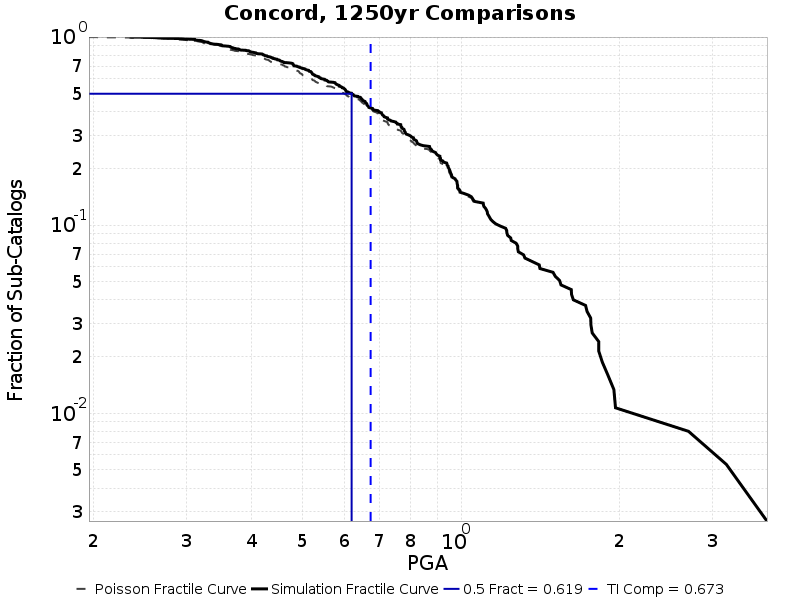 Concord, 1250yr Comparisons
Fraction of Sub-Catalogs
10^0
7
5
3
2
10^-1
7
5
3
2
10^-2
7
5
3
2 3 4 5 6 7 8 10^0 2 3
PGA
Poisson Fractile Curve Simulation Fractile Curve 0.5 Fract = 0.619 TI Comp = 0.673